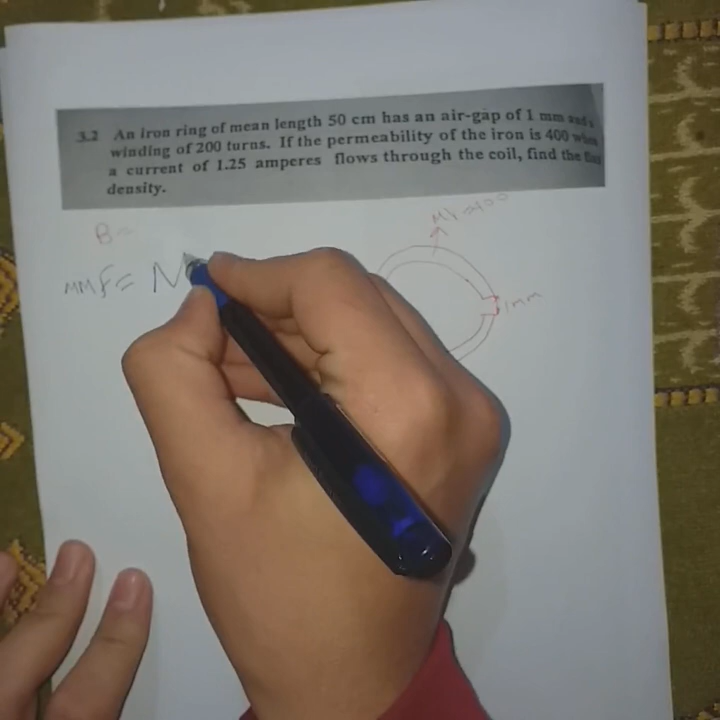 3.2 An iron ring of mean length 50 cm has an air-gap of 1 mm and a
winding of 200 turns. If the permeability of the iron is 400 when
a current of 1.25 amperes flows through the coil, find the flux
density.
B=
MMF= N
1mm